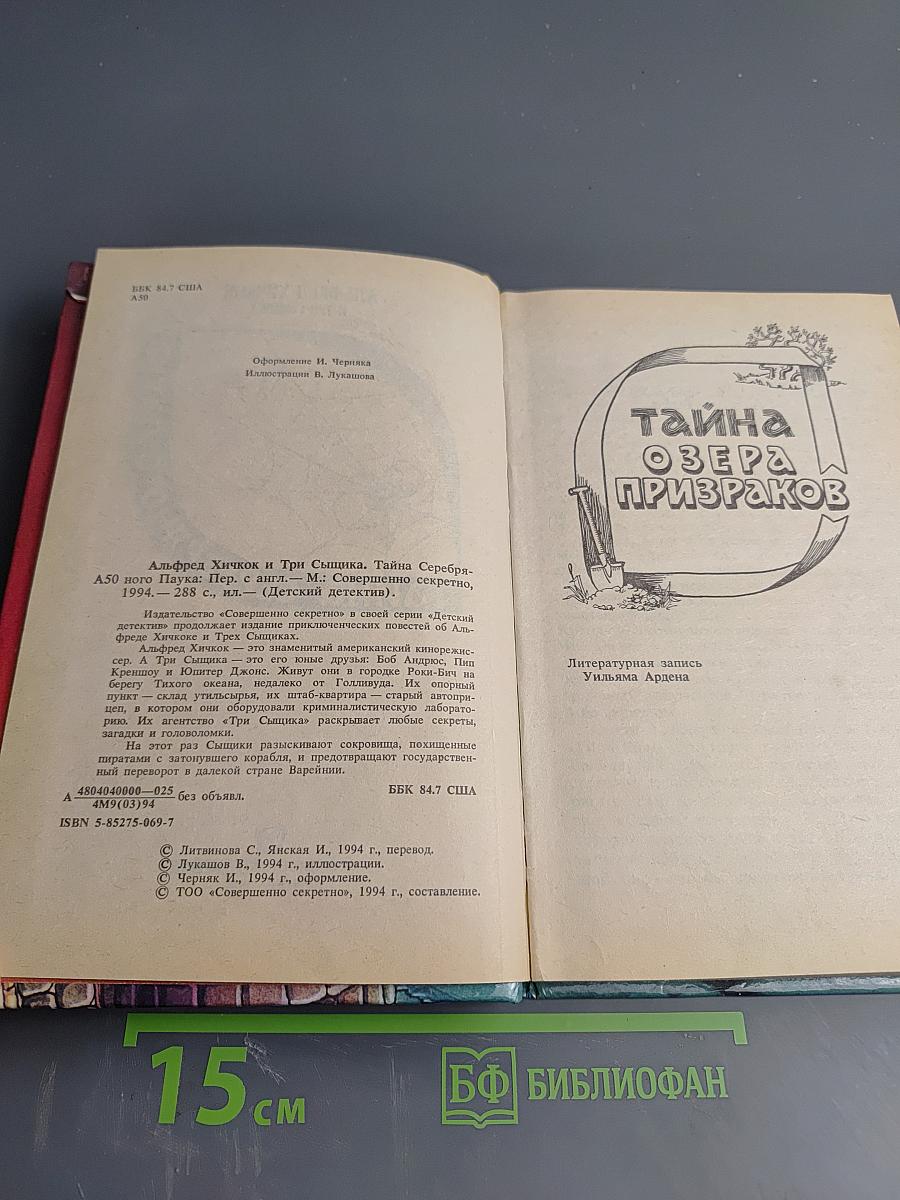 ББК 84.7 США
А50
Оформление И. Черняка
Иллюстрации В. Лукашова
Альфред Хичкок и Три Сыщика. Тайна Серебря-
А50 ного Паука: Пер. с англ.— М.: Совершенно секретно,
1994.— 288 с., ил.— (Детский детектив).
Издательство «Совершенно секретно» в своей серии «Детский
детектив» продолжает издание приключенческих повестей об Аль-
фреде Хичкоке и Трех Сыщиках.
Альфред Хичкок — это знаменитый американский кинорежис-
сер. А Три Сыщика — это его юные друзья: Боб Андрюс, Пип
Креншоу и Юпитер Джонс. Живут они в городке Роки-Бич на
берегу Тихого океана, недалеко от Голливуда. Их опорный
пункт — склад утильсырья, их штаб-квартира — старый автопри-
цеп, в котором они оборудовали криминалистическую лаборато-
рию. Их агентство «Три Сыщика» раскрывает любые секреты,
загадки и головоломки.
На этот раз Сыщики разыскивают сокровища, похищенные
пиратами с затонувшего корабля, и предотвращают государствен-
ный переворот в далекой стране Варейнии.
А 4804040000—025 без объявл.
4М9(03)94
ББК 84.7 США
ISBN 5-85275-069-7
© Литвинова С., Янская И., 1994 г., перевод.
© Лукашов В., 1994 г., иллюстрации.
© Черняк И., 1994 г., оформление.
© ТОО «Совершенно секретно», 1994 г., составление.
ТАЙНА
ОЗЕРА
ПРИЗРАКОВ
Литературная запись
Уильяма Ардена
15 см
БФ БИБЛИОФАН